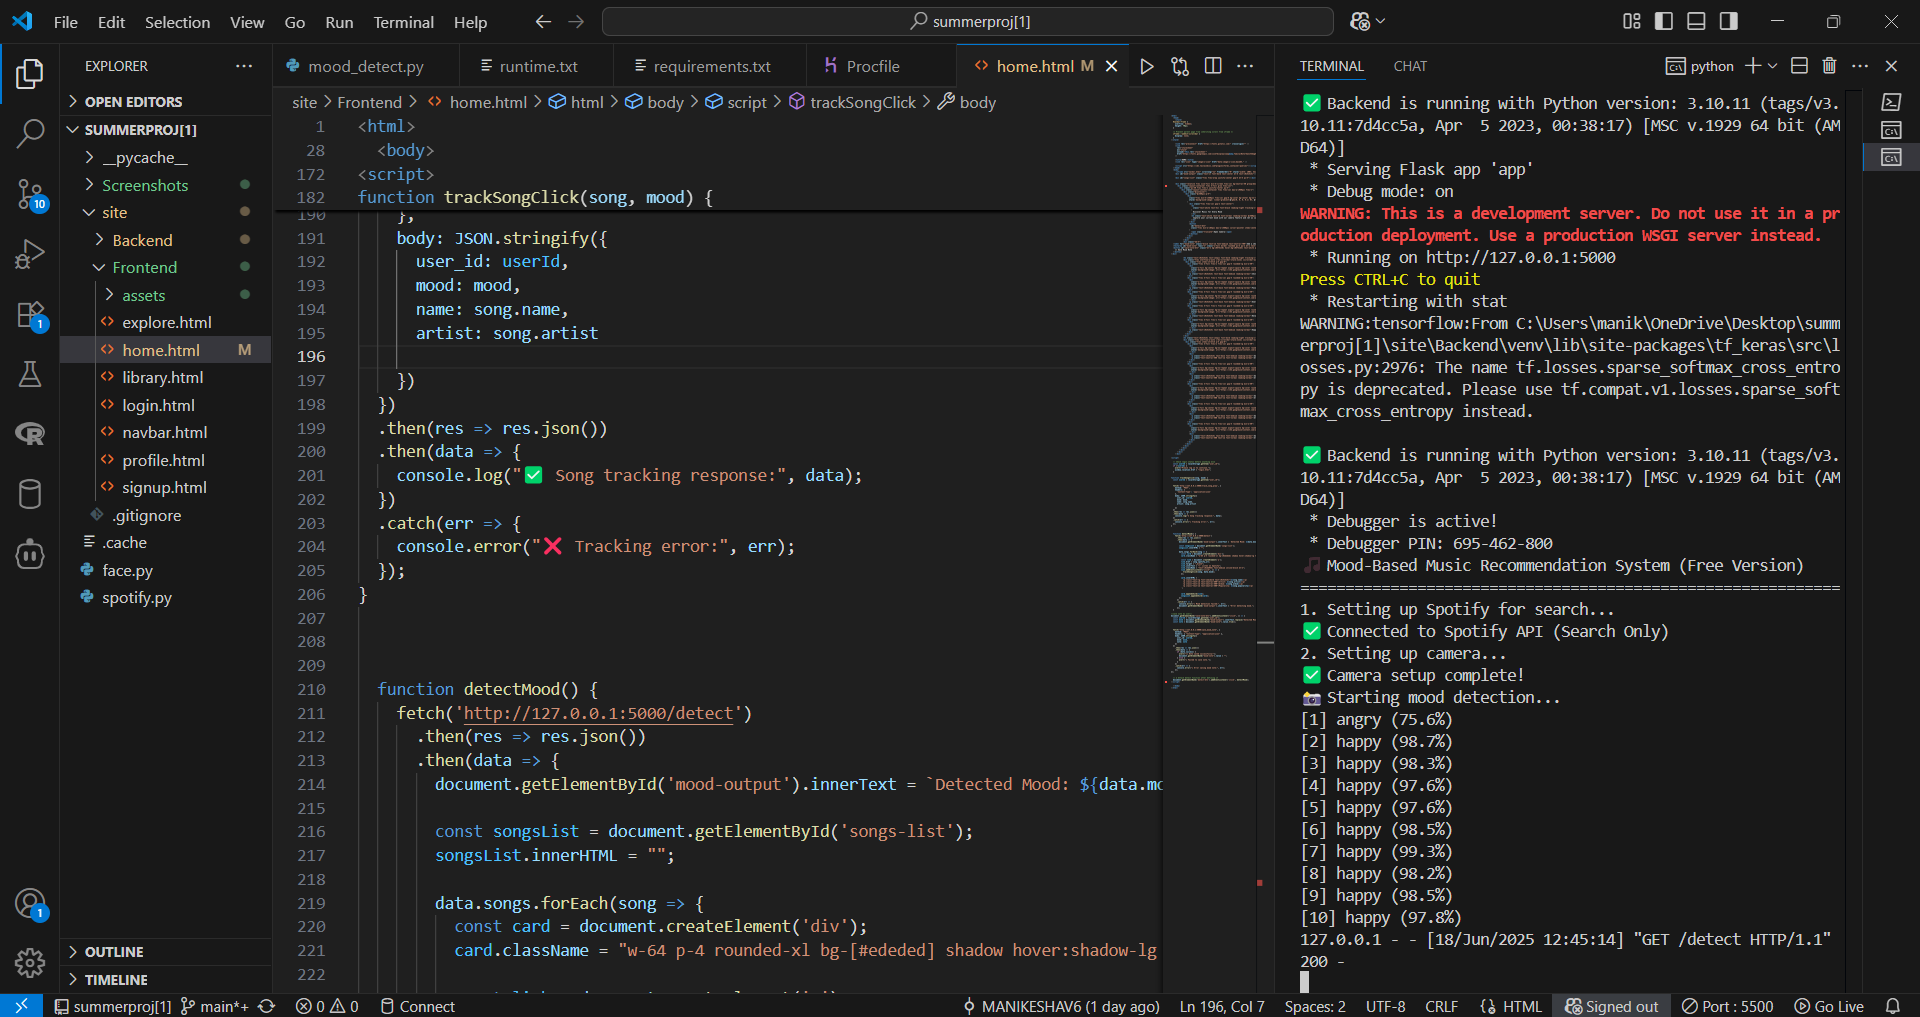 File Edit Selection View Go Run Terminal Help
summerproj[1]
EXPLORER
OPEN EDITORS
SUMMERPROJ[1]
__pycache__
Screenshots
site
Backend
Frontend
assets
explore.html
home.html M
library.html
login.html
navbar.html
profile.html
signup.html
.gitignore
.cache
face.py
spotify.py
OUTLINE
TIMELINE
10
1
1
mood_detect.py runtime.txt requirements.txt Procfile home.html M
site > Frontend > home.html > html > body > script > trackSongClick > body
1 <html>
28 <body>
172 <script>
182 function trackSongClick(song, mood) {
190 },
191 body: JSON.stringify({
192 user_id: userId,
193 mood: mood,
194 name: song.name,
195 artist: song.artist
196
197 })
198 })
199 .then(res => res.json())
200 .then(data => {
201 console.log("✅ Song tracking response:", data);
202 })
203 .catch(err => {
204 console.error("❌ Tracking error:", err);
205 });
206 }
207
208
209
210 function detectMood() {
211 fetch('http://127.0.0.1:5000/detect')
212 .then(res => res.json())
213 .then(data => {
214 document.getElementById('mood-output').innerText = `Detected Mood: ${data.mo
215
216 const songsList = document.getElementById('songs-list');
217 songsList.innerHTML = "";
218
219 data.songs.forEach(song => {
220 const card = document.createElement('div');
221 card.className = "w-64 p-4 rounded-xl bg-[#ededed] shadow hover:shadow-lg
222
TERMINAL CHAT
python
✅ Backend is running with Python version: 3.10.11 (tags/v3.
10.11:7d4cc5a, Apr  5 2023, 00:38:17) [MSC v.1929 64 bit (AM
D64)]
* Serving Flask app 'app'
* Debug mode: on
WARNING: This is a development server. Do not use it in a pr
oduction deployment. Use a production WSGI server instead.
* Running on http://127.0.0.1:5000
Press CTRL+C to quit
* Restarting with stat
WARNING:tensorflow:From C:\Users\manik\OneDrive\Desktop\summ
erproj[1]\site\Backend\venv\lib\site-packages\tf_keras\src\l
osses.py:2976: The name tf.losses.sparse_softmax_cross_entro
py is deprecated. Please use tf.compat.v1.losses.sparse_soft
max_cross_entropy instead.
✅ Backend is running with Python version: 3.10.11 (tags/v3.
10.11:7d4cc5a, Apr  5 2023, 00:38:17) [MSC v.1929 64 bit (AM
D64)]
* Debugger is active!
* Debugger PIN: 695-462-800
🎵 Mood-Based Music Recommendation System (Free Version)
============================================================
1. Setting up Spotify for search...
✅ Connected to Spotify API (Search Only)
2. Setting up camera...
✅ Camera setup complete!
📸 Starting mood detection...
[1] angry (75.6%)
[2] happy (98.7%)
[3] happy (98.3%)
[4] happy (97.6%)
[5] happy (97.6%)
[6] happy (98.5%)
[7] happy (99.3%)
[8] happy (98.2%)
[9] happy (98.5%)
[10] happy (97.8%)
127.0.0.1 - - [18/Jun/2025 12:45:14] "GET /detect HTTP/1.1"
200 -
summerproj[1] main*+ 0 0 Connect MANIKESHAV6 (1 day ago) Ln 196, Col 7 Spaces: 2 UTF-8 CRLF {} HTML Signed out Port : 5500 Go Live